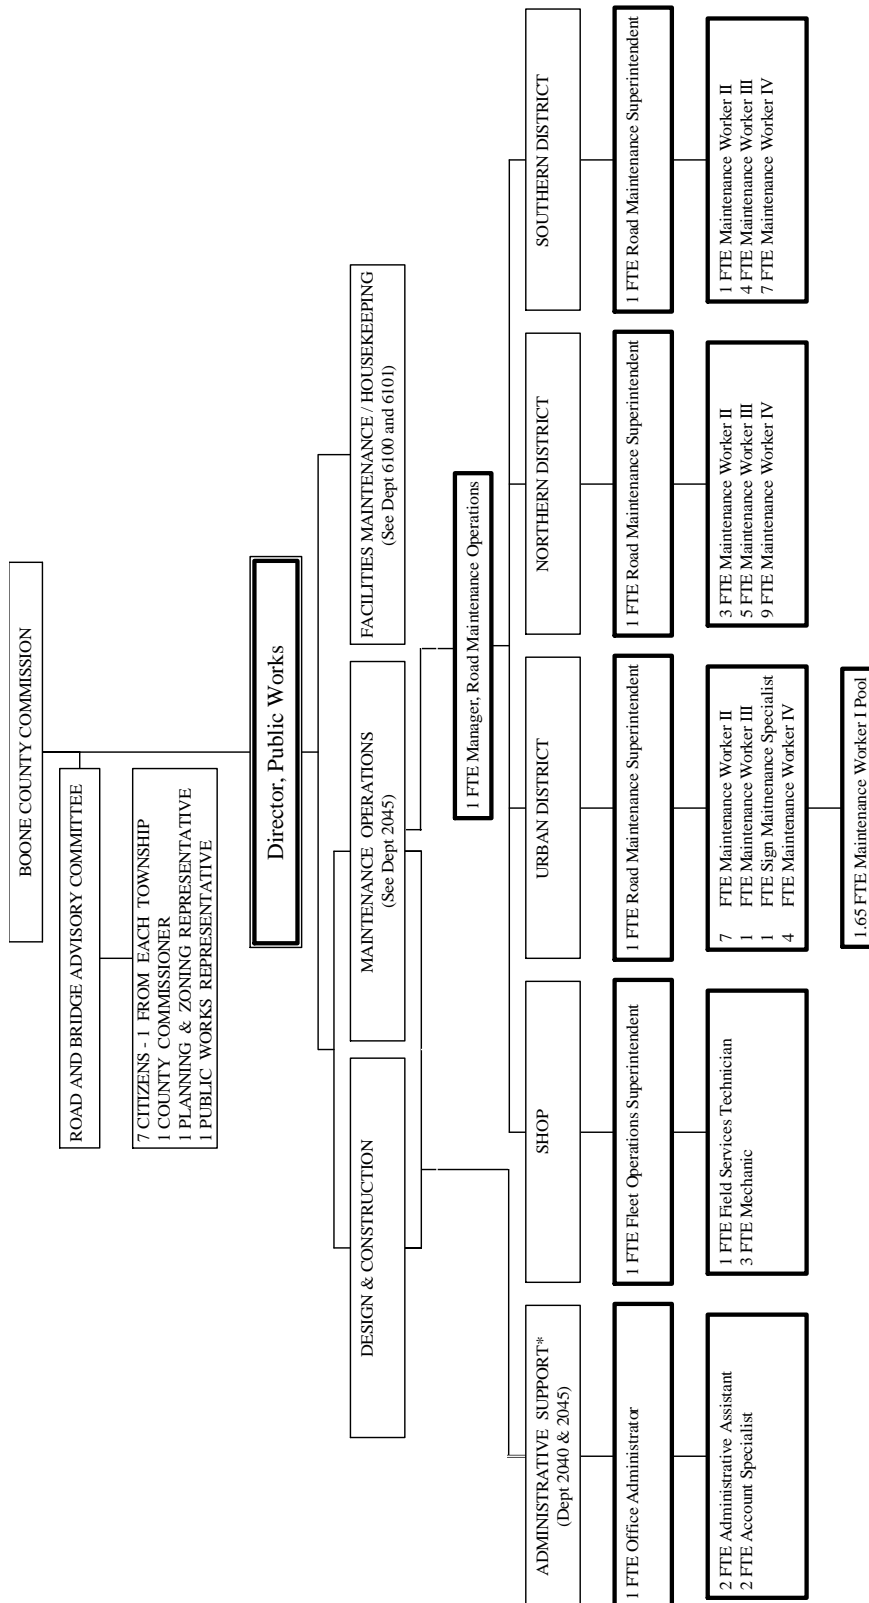 BOONE COUNTY COMMISSION
ROAD AND BRIDGE ADVISORY COMMITTEE
7 CITIZENS - 1 FROM EACH TOWNSHIP
1 COUNTY COMMISSIONER
1 PLANNING & ZONING REPRESENTATIVE
1 PUBLIC WORKS REPRESENTATIVE
Director, Public Works
DESIGN & CONSTRUCTION
MAINTENANCE OPERATIONS
(See Dept 2045)
FACILITIES MAINTENANCE / HOUSEKEEPING
(See Dept 6100 and 6101)
1 FTE Manager, Road Maintenance Operations
ADMINISTRATIVE SUPPORT*
(Dept 2040 & 2045)
SHOP
URBAN DISTRICT
NORTHERN DISTRICT
SOUTHERN DISTRICT
1 FTE Office Administrator
1 FTE Fleet Operations Superintendent
1 FTE Road Maintenance Superintendent
1 FTE Road Maintenance Superintendent
1 FTE Road Maintenance Superintendent
2 FTE Administrative Assistant
2 FTE Account Specialist
1 FTE Field Services Technician
3 FTE Mechanic
7 FTE Maintenance Worker II
1 FTE Maintenance Worker III
1 FTE Sign Maitnenance Specialist
4 FTE Maintenance Worker IV
3 FTE Maintenance Worker II
5 FTE Maintenance Worker III
9 FTE Maintenance Worker IV
1 FTE Maintenance Worker II
4 FTE Maintenance Worker III
7 FTE Maintenance Worker IV
1.65 FTE Maintenance Worker I Pool